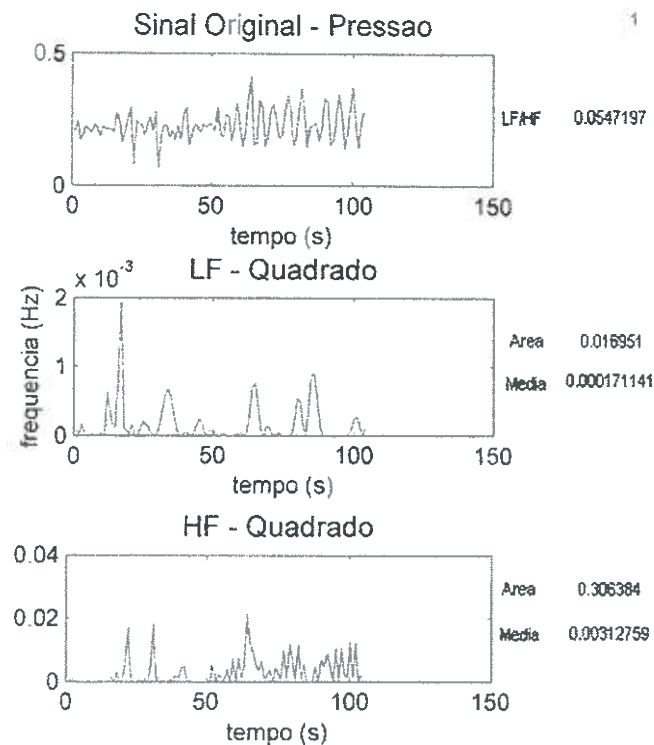 Sinal Original - Pressao
1
0.5
0
0 50 100 150
tempo (s)
LF/HF 0.0547197
x 10^-3
LF - Quadrado
frequencia (Hz)
2
1
0
0 50 100 150
tempo (s)
Area 0.016951
Media 0.000171141
HF - Quadrado
0.04
0.02
0
0 50 100 150
tempo (s)
Area 0.306384
Media 0.00312759